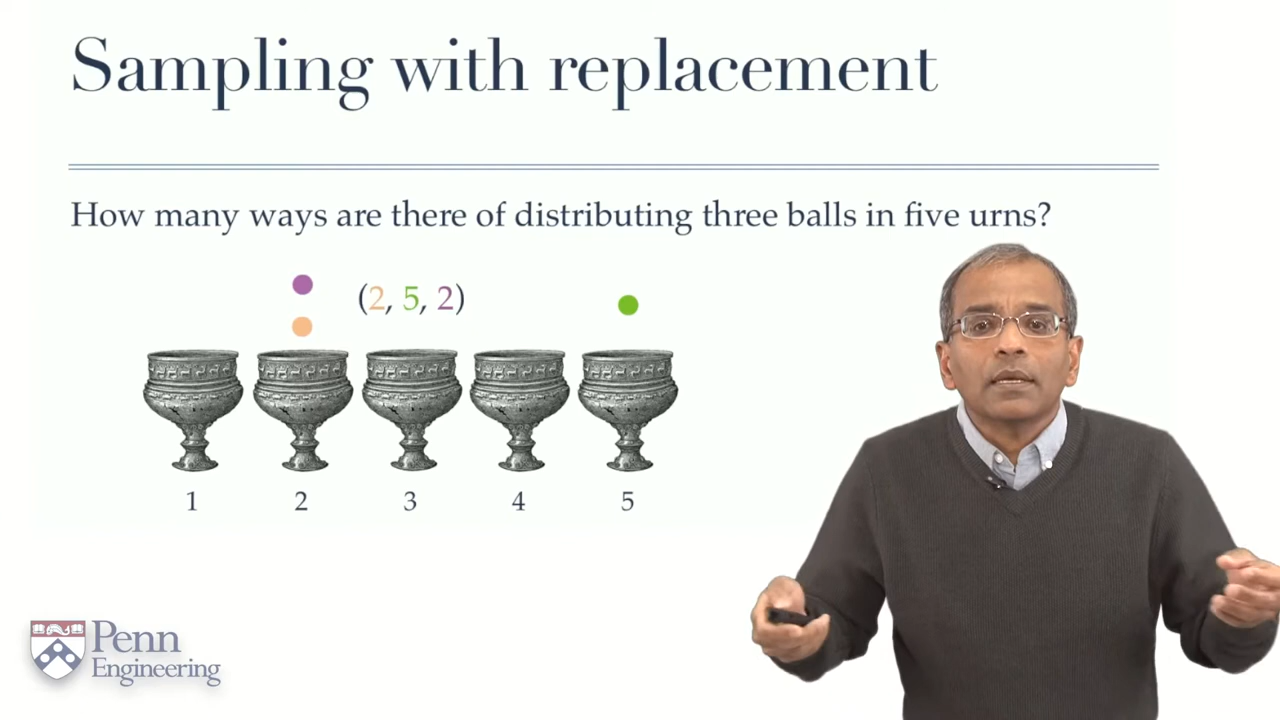 Sampling with replacement
How many ways are there of distributing three balls in five urns?
(2, 5, 2)
1 2 3 4 5
Penn
Engineering